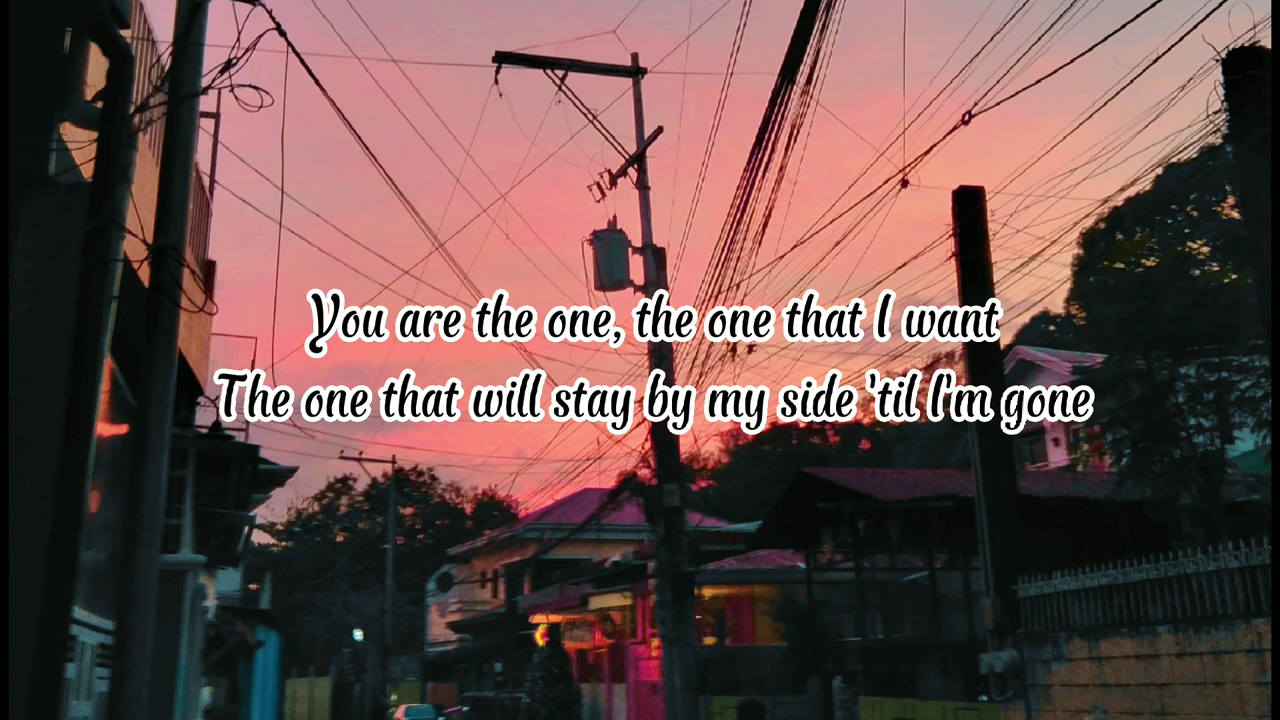 You are the one, the one that I want
The one that will stay by my side 'til I'm gone